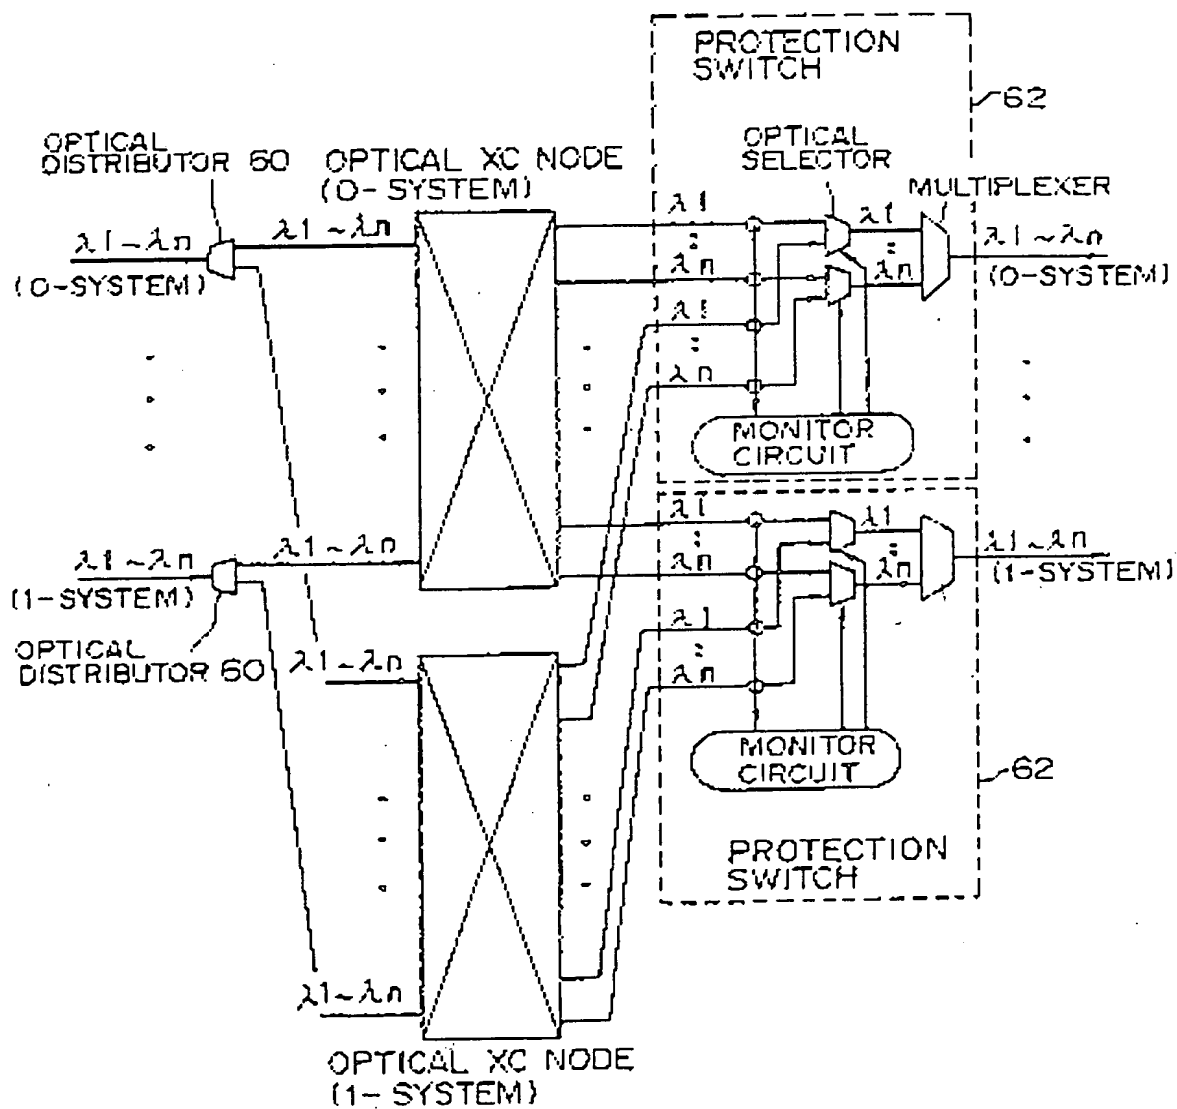 PROTECTION
SWITCH
62
OPTICAL
DISTRIBUTOR 60
OPTICAL XC NODE
(0-SYSTEM)
OPTICAL
SELECTOR
MULTIPLEXER
λ1~λn
(0-SYSTEM)
λ1~λn
λ1
λn
λ1
λn
λ1
λn
λ1~λn
(0-SYSTEM)
MONITOR
CIRCUIT
λ1~λn
(1-SYSTEM)
λ1~λn
λ1
λn
λ1
λn
λ1
λn
λ1~λn
(1-SYSTEM)
OPTICAL
DISTRIBUTOR 60
λ1~λn
MONITOR
CIRCUIT
62
PROTECTION
SWITCH
λ1~λn
OPTICAL XC NODE
(1-SYSTEM)